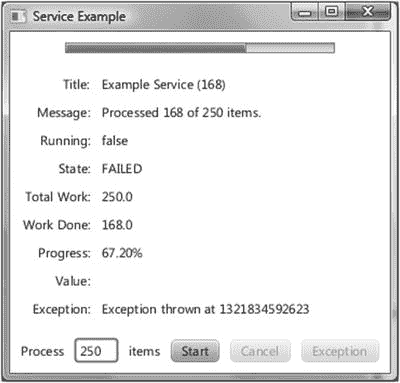 Service Example
Title: Example Service (168)
Message: Processed 168 of 250 items.
Running: false
State: FAILED
Total Work: 250.0
Work Done: 168.0
Progress: 67.20%
Value:
Exception: Exception thrown at 1321834592623
Process 250 items Start Cancel Exception